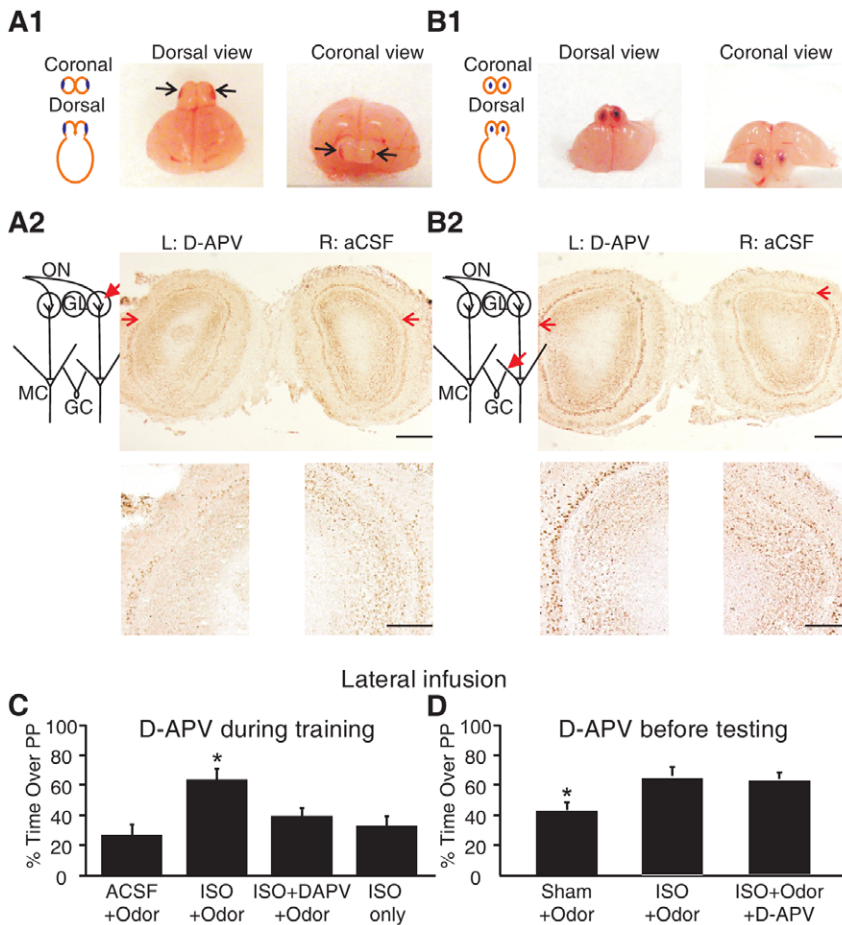 A1
Coronal
Dorsal
Dorsal view
Coronal view
B1
Coronal
Dorsal
Dorsal view
Coronal view
A2
L: D-APV
R: aCSF
ON
GL
MC
GC
B2
L: D-APV
R: aCSF
ON
GL
MC
GC
Lateral infusion
C
D-APV during training
% Time Over PP
100
80
60
40
20
0
*
ACSF +Odor
ISO +Odor
ISO+DAPV +Odor
ISO only
D
D-APV before testing
% Time Over PP
100
80
60
40
20
0
*
Sham +Odor
ISO +Odor
ISO+Odor +D-APV